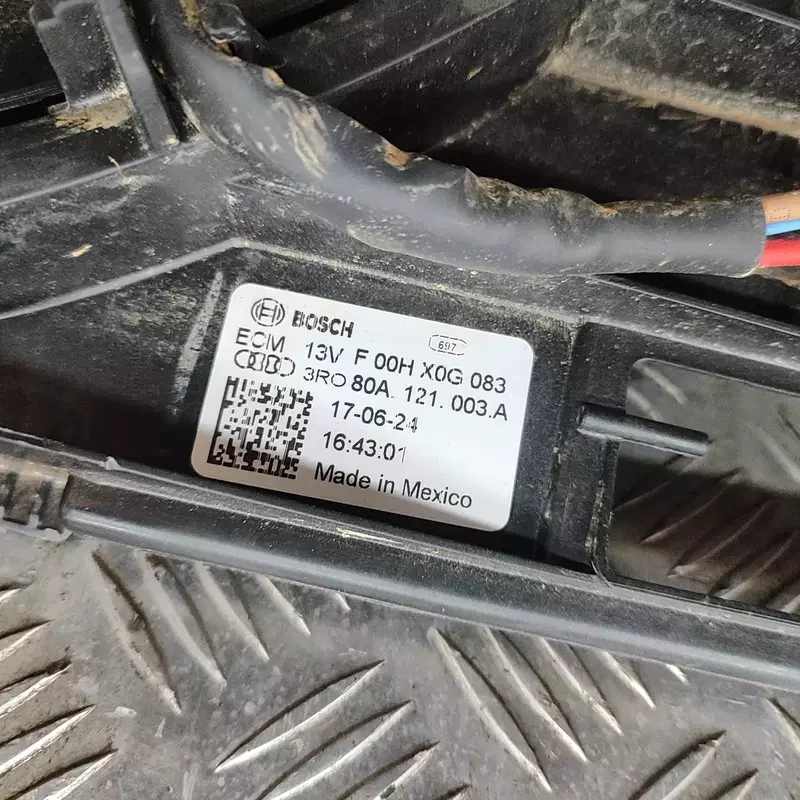 BOSCH
697
ECM 13V F 00H X0G 083
3RO 80A. 121. 003.A
17-06-24
16:43:01
Made in Mexico